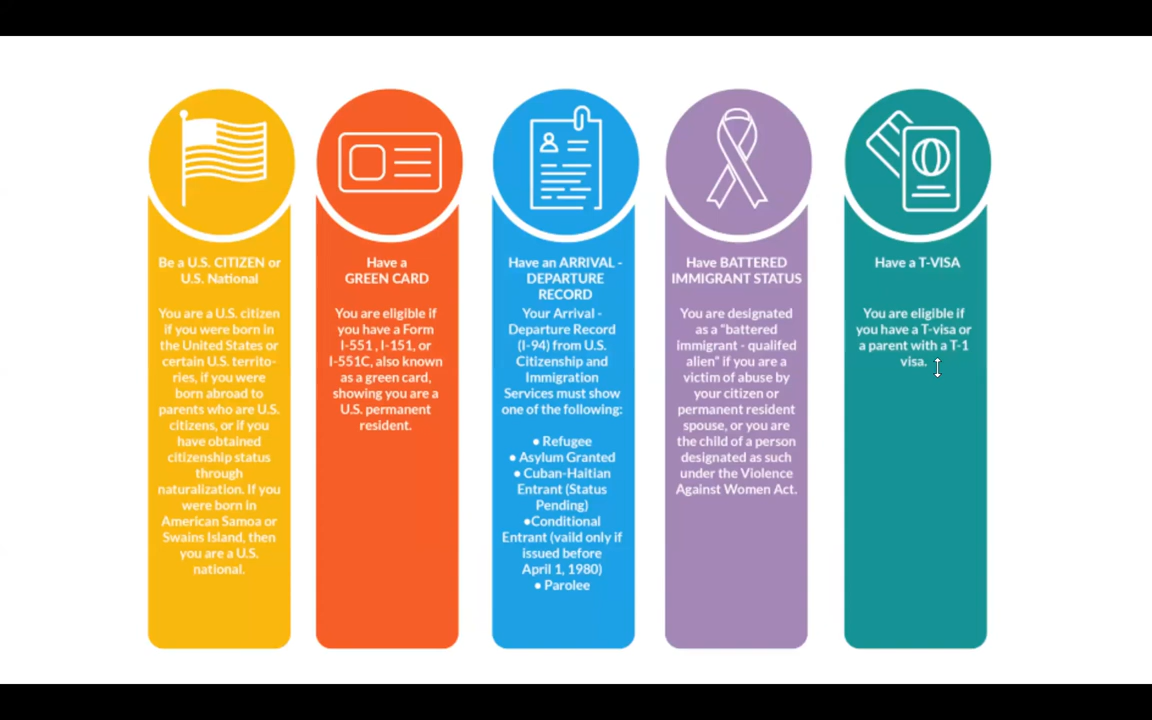 Be a U.S. CITIZEN or
U.S. National
You are a U.S. citizen
if you were born in
the United States or
certain U.S. territo-
ries, if you were
born abroad to
parents who are U.S.
citizens, or if you
have obtained
citizenship status
through
naturalization. If you
were born in
American Samoa or
Swains Island, then
you are a U.S.
national.
Have a
GREEN CARD
You are eligible if
you have a Form
I-551 , I-151, or
I-551C, also known
as a green card,
showing you are a
U.S. permanent
resident.
Have an ARRIVAL -
DEPARTURE
RECORD
Your Arrival -
Departure Record
(I-94) from U.S.
Citizenship and
Immigration
Services must show
one of the following:
• Refugee
• Asylum Granted
• Cuban-Haitian
Entrant (Status
Pending)
•Conditional
Entrant (vaild only if
issued before
April 1, 1980)
• Parolee
Have BATTERED
IMMIGRANT STATUS
You are designated
as a "battered
immigrant - qualifed
alien" if you are a
victim of abuse by
your citizen or
permanent resident
spouse, or you are
the child of a person
designated as such
under the Violence
Against Women Act.
Have a T-VISA
You are eligible if
you have a T-visa or
a parent with a T-1
visa.